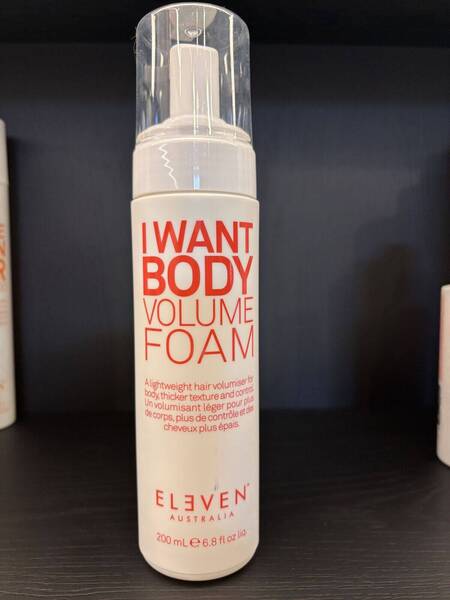 I WANT
BODY
VOLUME
FOAM
A lightweight hair volumiser for
body, thicker texture and control.
Un volumisant léger pour plus
de corps, plus de contrôle et des
cheveux plus épais.
ELEVEN
AUSTRALIA
200 mL ℮ 6.8 fl oz liq.